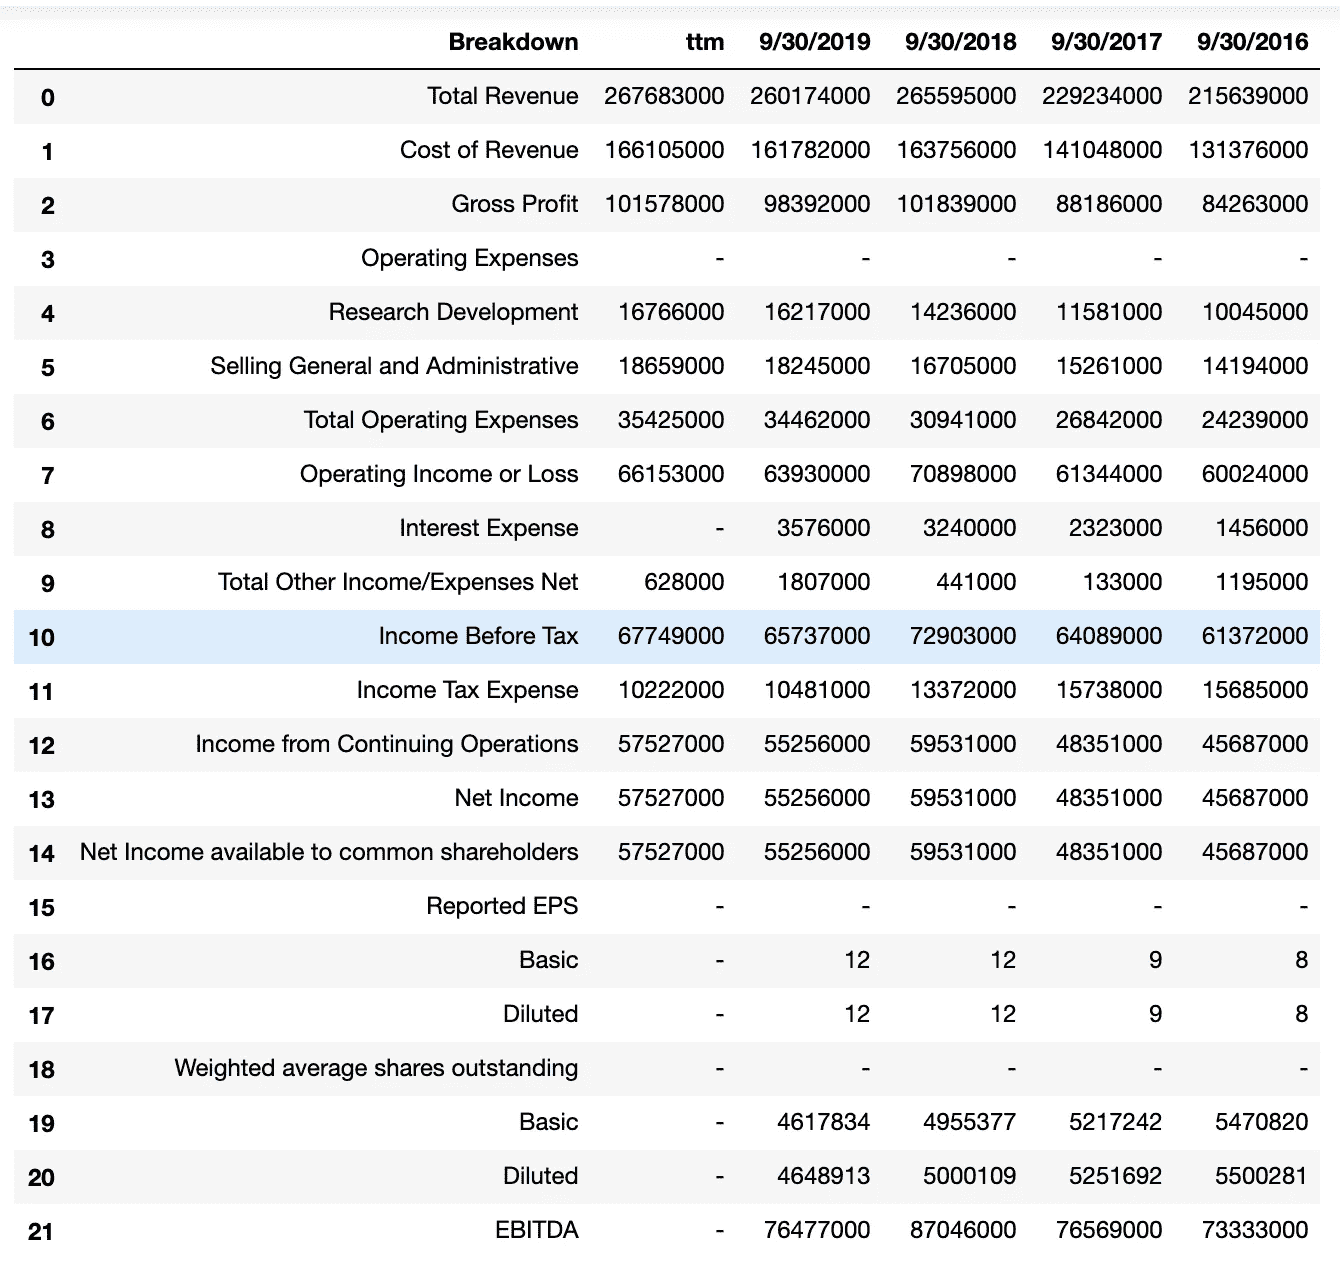 Breakdown ttm 9/30/2019 9/30/2018 9/30/2017 9/30/2016
0 Total Revenue 267683000 260174000 265595000 229234000 215639000
1 Cost of Revenue 166105000 161782000 163756000 141048000 131376000
2 Gross Profit 101578000 98392000 101839000 88186000 84263000
3 Operating Expenses - - - - -
4 Research Development 16766000 16217000 14236000 11581000 10045000
5 Selling General and Administrative 18659000 18245000 16705000 15261000 14194000
6 Total Operating Expenses 35425000 34462000 30941000 26842000 24239000
7 Operating Income or Loss 66153000 63930000 70898000 61344000 60024000
8 Interest Expense - 3576000 3240000 2323000 1456000
9 Total Other Income/Expenses Net 628000 1807000 441000 133000 1195000
10 Income Before Tax 67749000 65737000 72903000 64089000 61372000
11 Income Tax Expense 10222000 10481000 13372000 15738000 15685000
12 Income from Continuing Operations 57527000 55256000 59531000 48351000 45687000
13 Net Income 57527000 55256000 59531000 48351000 45687000
14 Net Income available to common shareholders 57527000 55256000 59531000 48351000 45687000
15 Reported EPS - - - - -
16 Basic - 12 12 9 8
17 Diluted - 12 12 9 8
18 Weighted average shares outstanding - - - - -
19 Basic - 4617834 4955377 5217242 5470820
20 Diluted - 4648913 5000109 5251692 5500281
21 EBITDA - 76477000 87046000 76569000 73333000